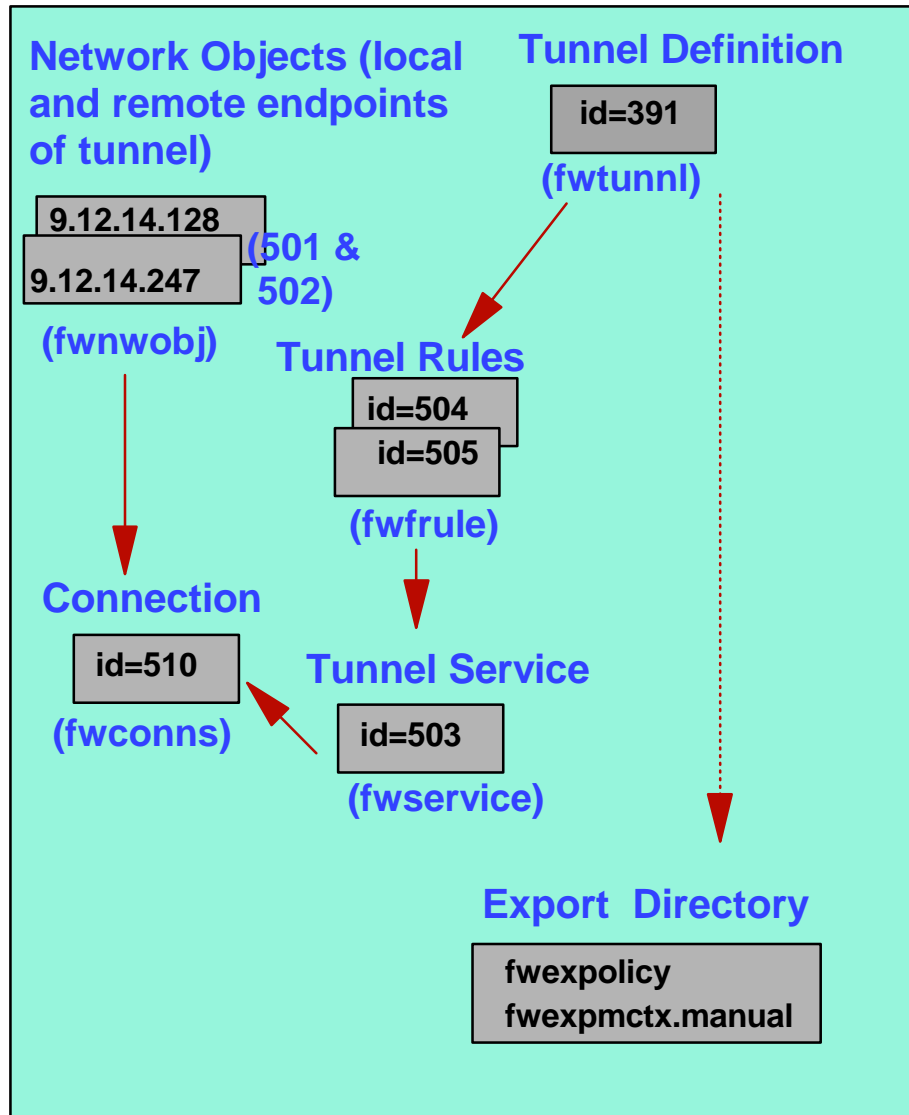 Network Objects (local
and remote endpoints
of tunnel)
9.12.14.128
9.12.14.247
(501 &
502)
(fwnwobj)
Tunnel Definition
id=391
(fwtunnl)
Tunnel Rules
id=504
id=505
(fwfrule)
Connection
id=510
(fwconns)
Tunnel Service
id=503
(fwservice)
Export  Directory
fwexpolicy
fwexpmctx.manual